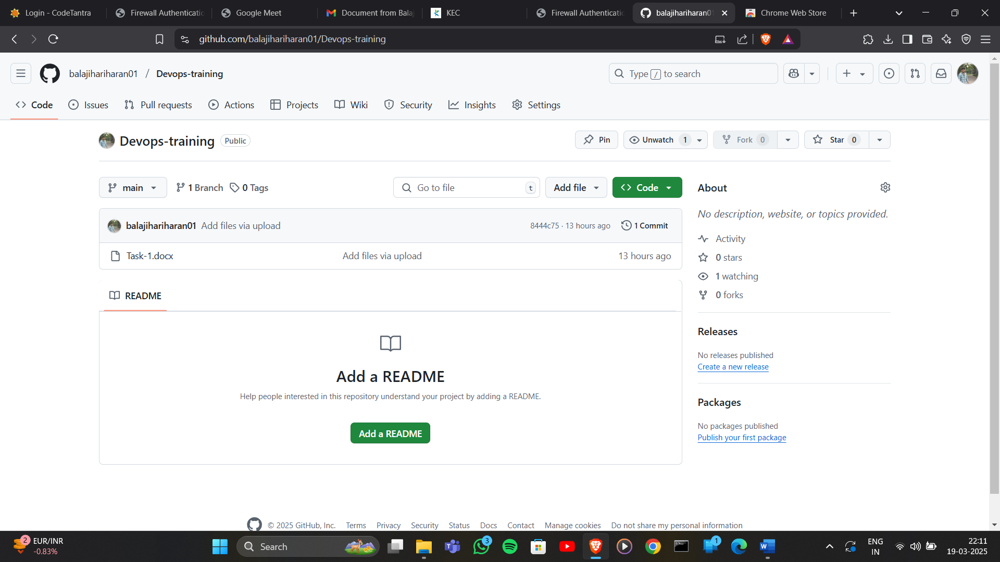 Login - CodeTantra
Firewall Authenticatio
Google Meet
Document from Balaj
KEC
Firewall Authenticatio
balajihariharan01
Chrome Web Store
github.com/balajihariharan01/Devops-training
balajihariharan01 / Devops-training
Type / to search
Code
Issues
Pull requests
Actions
Projects
Wiki
Security
Insights
Settings
Devops-training Public
Pin
Unwatch 1
Fork 0
Star 0
main
1 Branch
0 Tags
Go to file t
Add file
Code
balajihariharan01 Add files via upload
8444c75 · 13 hours ago
1 Commit
Task-1.docx
Add files via upload
13 hours ago
README
Add a README
Help people interested in this repository understand your project by adding a README.
Add a README
About
No description, website, or topics provided.
Activity
0 stars
1 watching
0 forks
Releases
No releases published
Create a new release
Packages
No packages published
Publish your first package
© 2025 GitHub, Inc.
Terms
Privacy
Security
Status
Docs
Contact
Manage cookies
Do not share my personal information
2
EUR/INR
-0.83%
Search
3
1
ENG
IN
22:11
19-03-2025